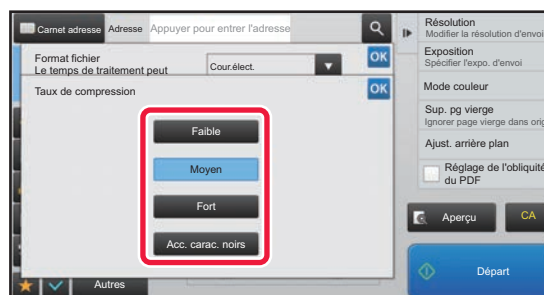 Carnet adresse
Adresse
Appuyer pour entrer l'adresse
Format fichier
Le temps de traitement peut
Cour.élect.
OK
Taux de compression
OK
Faible
Moyen
Fort
Acc. carac. noirs
Autres
Résolution
Modifier la résolution d'envoi
Exposition
Spécifier l'expo. d'envoi
Mode couleur
Sup. pg vierge
Ignorer page vierge dans orig
Ajust. arrière plan
Réglage de l'obliquité
du PDF
Aperçu
CA
Départ